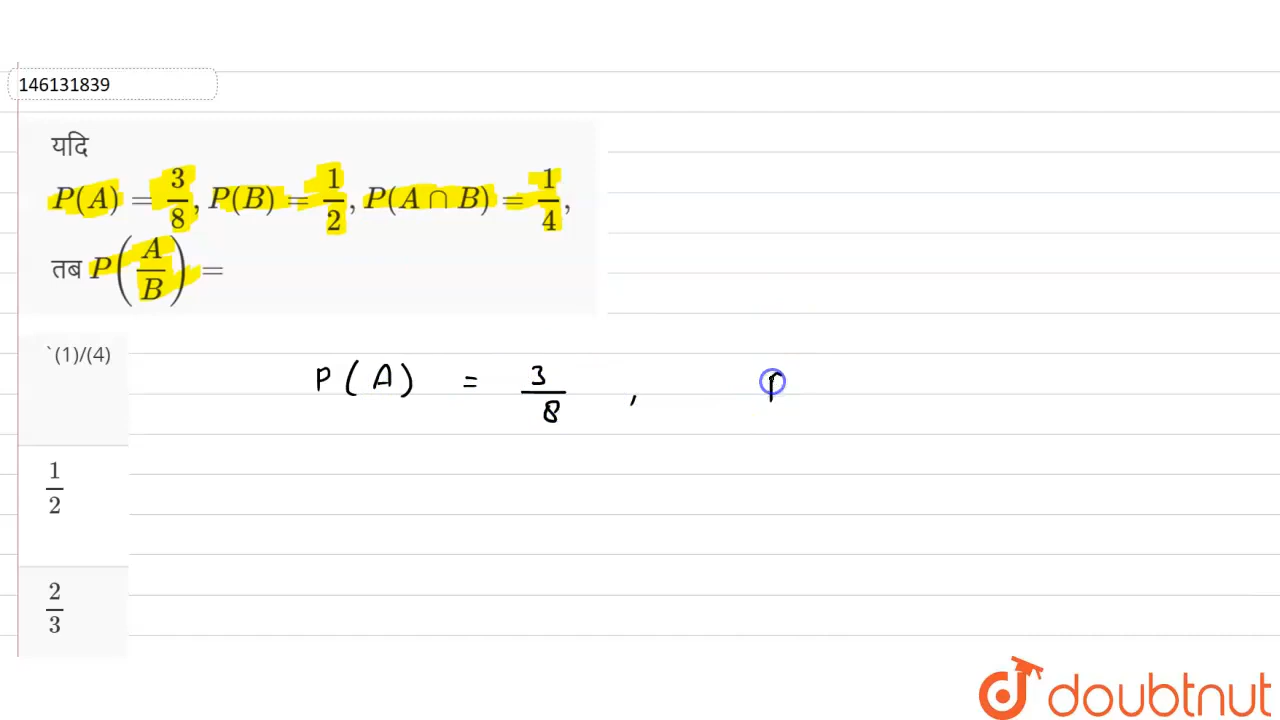 146131839
यदि
P(A) = 3/8, P(B) = 1/2, P(A ∩ B) = 1/4,
तब P(A/B) =
`(1)/(4)
P(A) = 3/8 , P
1/2
2/3
doubtnut